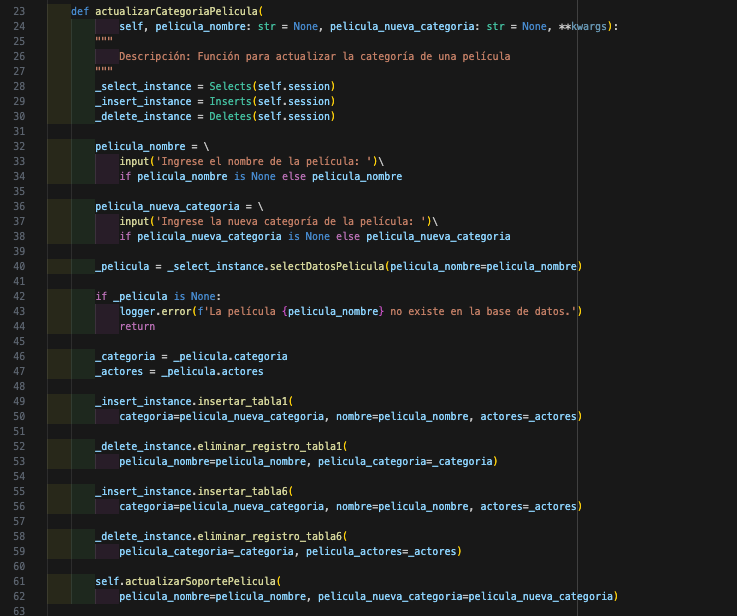 23 def actualizarCategoriaPelicula(
24 self, pelicula_nombre: str = None, pelicula_nueva_categoria: str = None, **kwargs):
25 """
26 Descripción: Función para actualizar la categoría de una película
27 """
28 _select_instance = Selects(self.session)
29 _insert_instance = Inserts(self.session)
30 _delete_instance = Deletes(self.session)
31
32 pelicula_nombre = \
33 input('Ingrese el nombre de la película: ')\
34 if pelicula_nombre is None else pelicula_nombre
35
36 pelicula_nueva_categoria = \
37 input('Ingrese la nueva categoría de la película: ')\
38 if pelicula_nueva_categoria is None else pelicula_nueva_categoria
39
40 _pelicula = _select_instance.selectDatosPelicula(pelicula_nombre=pelicula_nombre)
41
42 if _pelicula is None:
43 logger.error(f'La película {pelicula_nombre} no existe en la base de datos.')
44 return
45
46 _categoria = _pelicula.categoria
47 _actores = _pelicula.actores
48
49 _insert_instance.insertar_tabla1(
50 categoria=pelicula_nueva_categoria, nombre=pelicula_nombre, actores=_actores)
51
52 _delete_instance.eliminar_registro_tabla1(
53 pelicula_nombre=pelicula_nombre, pelicula_categoria=_categoria)
54
55 _insert_instance.insertar_tabla6(
56 categoria=pelicula_nueva_categoria, nombre=pelicula_nombre, actores=_actores)
57
58 _delete_instance.eliminar_registro_tabla6(
59 pelicula_categoria=_categoria, pelicula_actores=_actores)
60
61 self.actualizarSoportePelicula(
62 pelicula_nombre=pelicula_nombre, pelicula_nueva_categoria=pelicula_nueva_categoria)
63